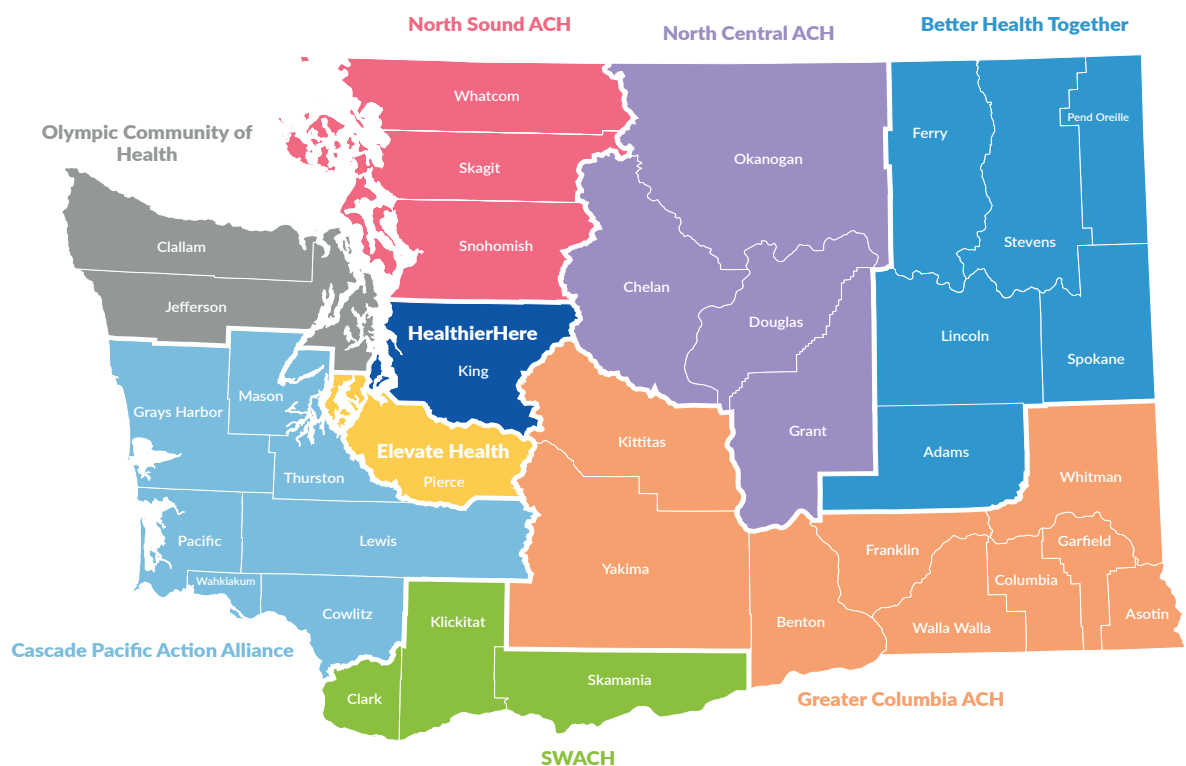 North Sound ACH
North Central ACH
Better Health Together
Whatcom
Pend Oreille
Olympic Community of
Health
Ferry
Okanogan
Skagit
Clallam
Snohomish
Stevens
Chelan
Jefferson
Douglas
HealthierHere
Lincoln
King
Spokane
Mason
Grays Harbor
Grant
Kittitas
Elevate Health
Adams
Thurston
Pierce
Whitman
Pacific
Lewis
Franklin
Garfield
Yakima
Wahkiakum
Columbia
Cowlitz
Klickitat
Benton
Walla Walla
Asotin
Cascade Pacific Action Alliance
Skamania
Clark
Greater Columbia ACH
SWACH